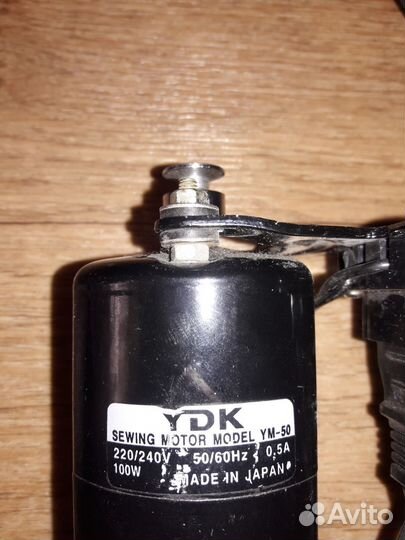 YDK
SEWING MOTOR MODEL YM-50
220/240V 50/60Hz 0,5A
100W MADE IN JAPAN
Avito